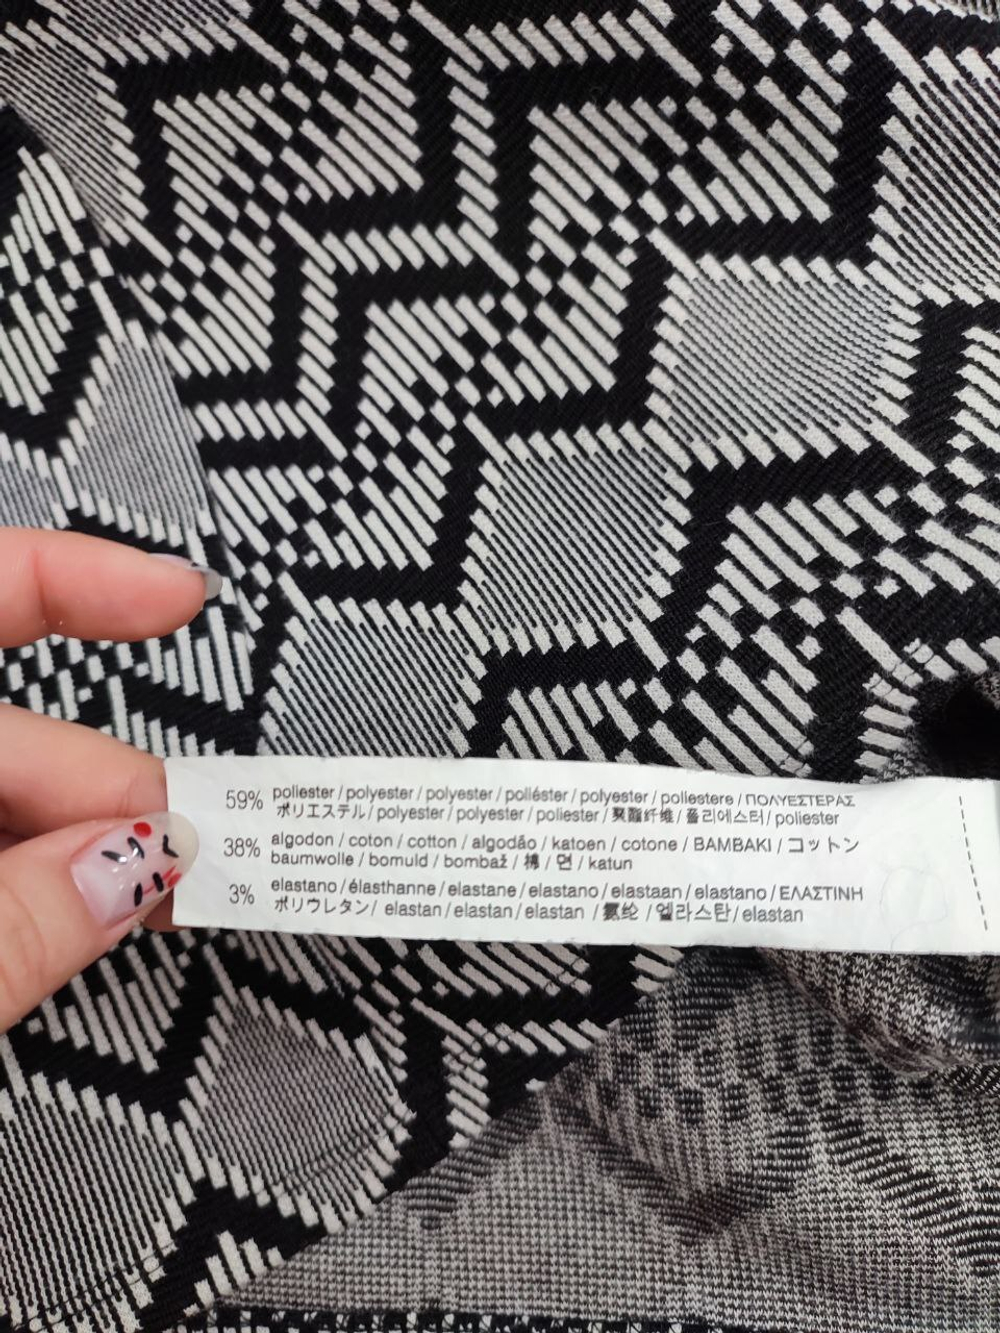 59% poliester / polyester / polyester / poliéster / polyester / poliestere / ΠΟΛΥΕΣΤΕΡΑΣ
ポリエステル / polyester / polyester / poliester / 聚酯纤维 / 폴리에스터 / poliester
38% algodon / coton / cotton / algodão / katoen / cotone / BAMBAKI / コットン
baumwolle / bomuld / bombaž / 棉 / 면 / katun
3% elastano / élasthanne / elastane / elastano / elastaan / elastano / ΕΛΑΣΤΙΝΗ
ポリウレタン / elastan / elastan / elastan / 氨纶 / 엘라스탄 / elastan